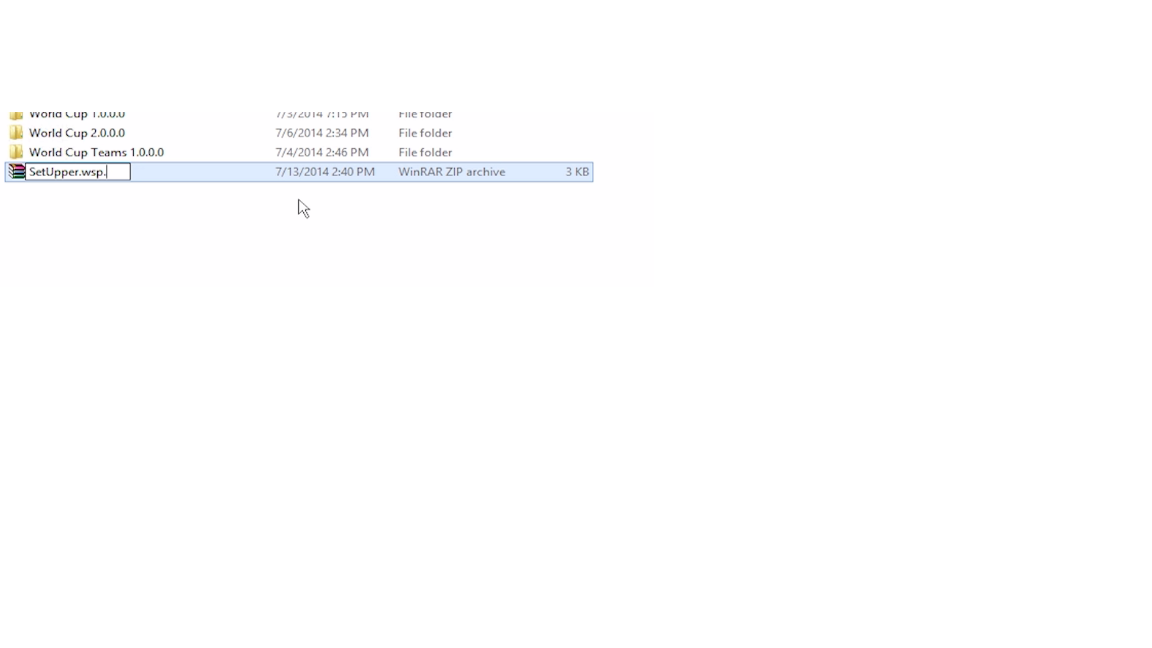 World Cup 1.0.0.0 7/3/2014 7:15 PM File folder
World Cup 2.0.0.0 7/6/2014 2:34 PM File folder
World Cup Teams 1.0.0.0 7/4/2014 2:46 PM File folder
SetUpper.wsp. 7/13/2014 2:40 PM WinRAR ZIP archive 3 KB